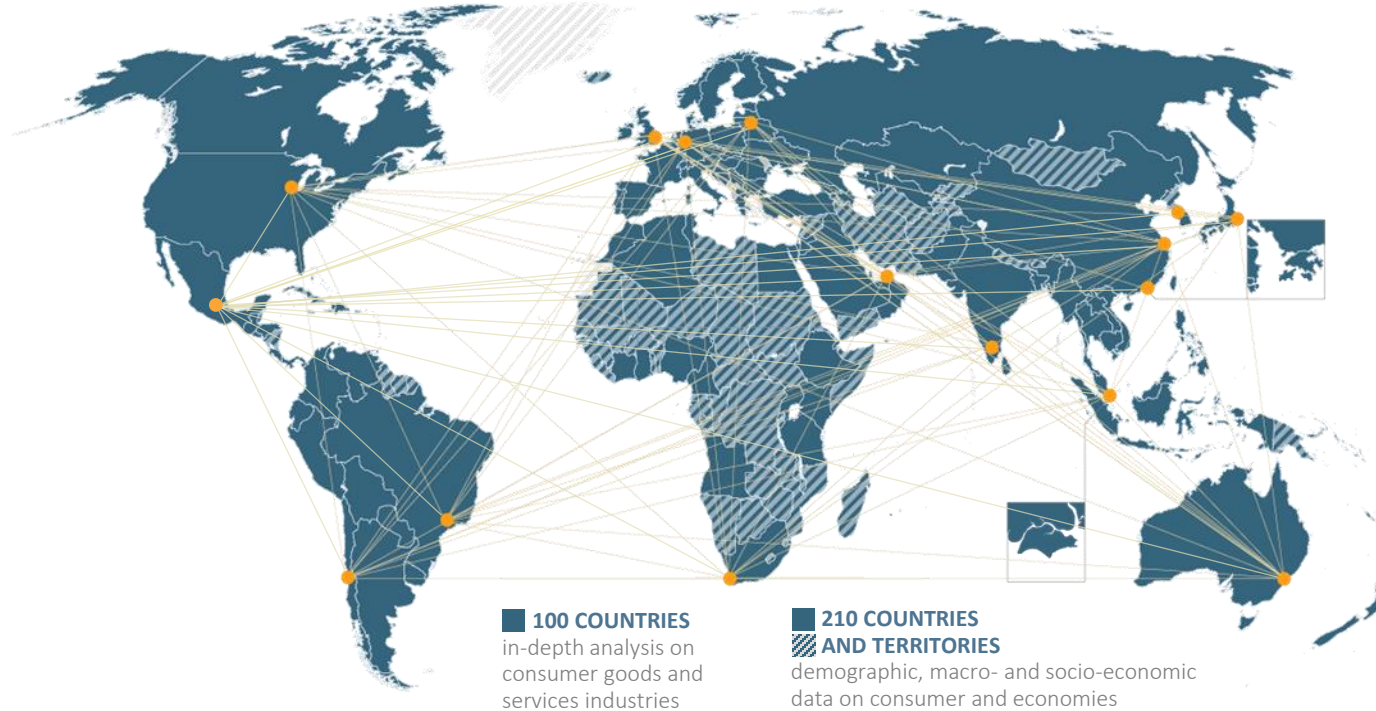 100 COUNTRIES
in-depth analysis on
consumer goods and
services industries
210 COUNTRIES
AND TERRITORIES
demographic, macro- and socio-economic
data on consumer and economies